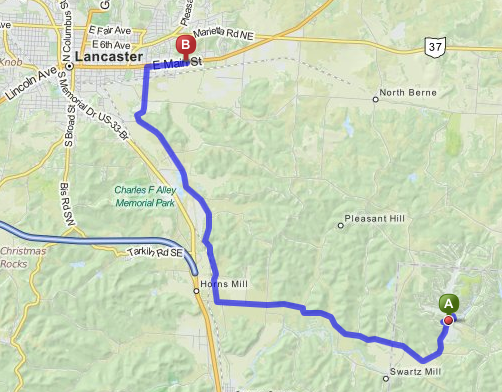 Pleas
E Fair Ave
Marietta Rd NE
N Columbus
E 6th Ave
B
Lancaster
E Main St
37
Knob
Lincoln Ave
S Memorial Dr
US-33-Br
North Berne
S Broad St
Charles F Alley
Memorial Park
Bis Rd SW
Pleasant Hill
Christmas
Rocks
Tarkiln Rd SE
Horns Mill
A
Swartz Mill